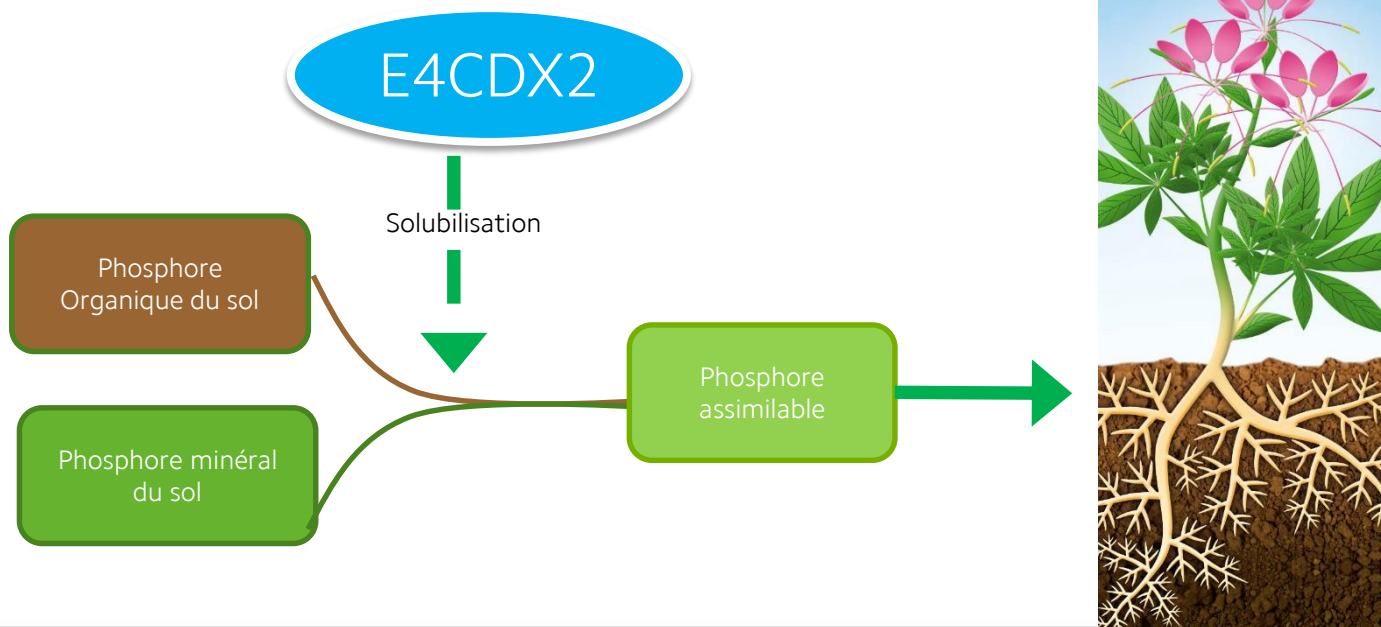 E4CDX2
Solubilisation
Phosphore
Organique du sol
Phosphore minéral
du sol
Phosphore
assimilable